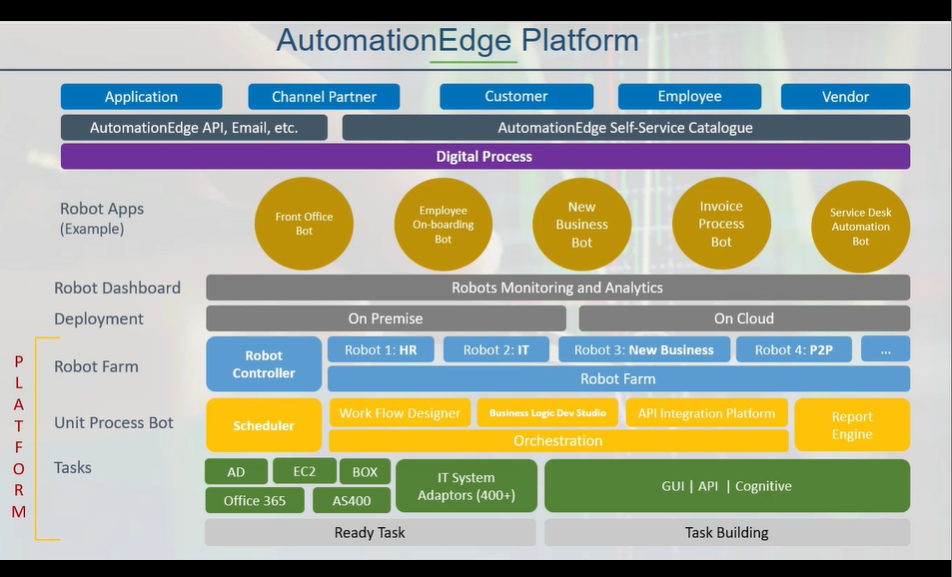 AutomationEdge Platform
Application
Channel Partner
Customer
Employee
Vendor
AutomationEdge API, Email, etc.
AutomationEdge Self-Service Catalogue
Digital Process
Robot Apps
(Example)
Front Office
Bot
Employee
On-boarding
Bot
New
Business
Bot
Invoice
Process
Bot
Service Desk
Automation
Bot
Robot Dashboard
Robots Monitoring and Analytics
Deployment
On Premise
On Cloud
PLATFORM
Robot Farm
Robot
Controller
Robot 1: HR
Robot 2: IT
Robot 3: New Business
Robot 4: P2P
...
Robot Farm
Unit Process Bot
Scheduler
Work Flow Designer
Business Logic Dev Studio
API Integration Platform
Orchestration
Report
Engine
Tasks
AD
EC2
BOX
Office 365
AS400
IT System
Adaptors (400+)
GUI | API | Cognitive
Ready Task
Task Building